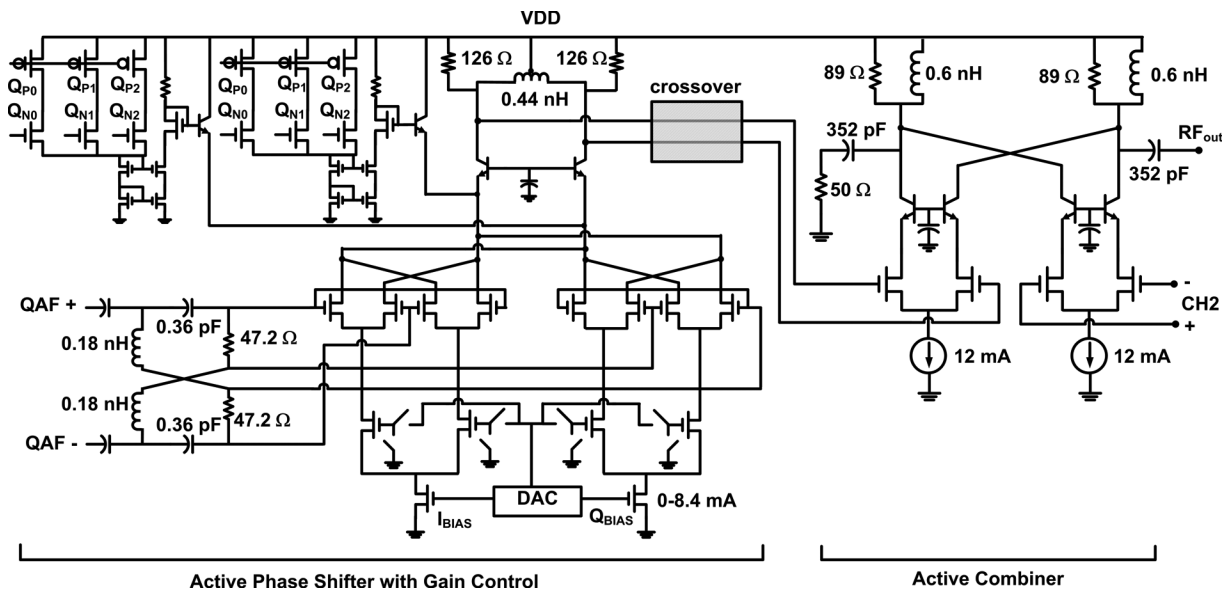 VDD
126 Ω
126 Ω
0.44 nH
crossover
89 Ω
0.6 nH
89 Ω
0.6 nH
QP0
QP1
QP2
QN0
QN1
QN2
QP0
QP1
QP2
QN0
QN1
QN2
352 pF
50 Ω
RFout
352 pF
QAF +
0.36 pF
47.2 Ω
0.18 nH
0.18 nH
0.36 pF
47.2 Ω
QAF -
-
CH2
+
12 mA
12 mA
DAC
IBIAS
QBIAS
0-8.4 mA
Active Phase Shifter with Gain Control
Active Combiner